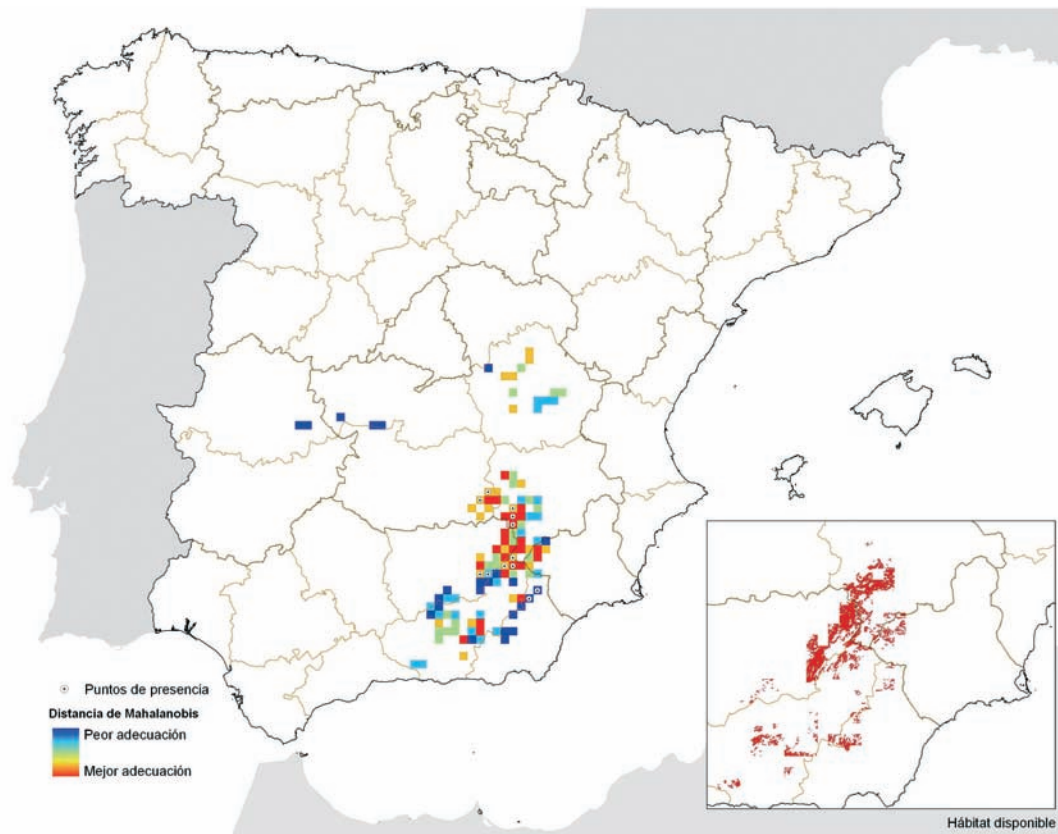 Puntos de presencia
Distancia de Mahalanobis
Peor adecuación
Mejor adecuación
Hábitat disponible